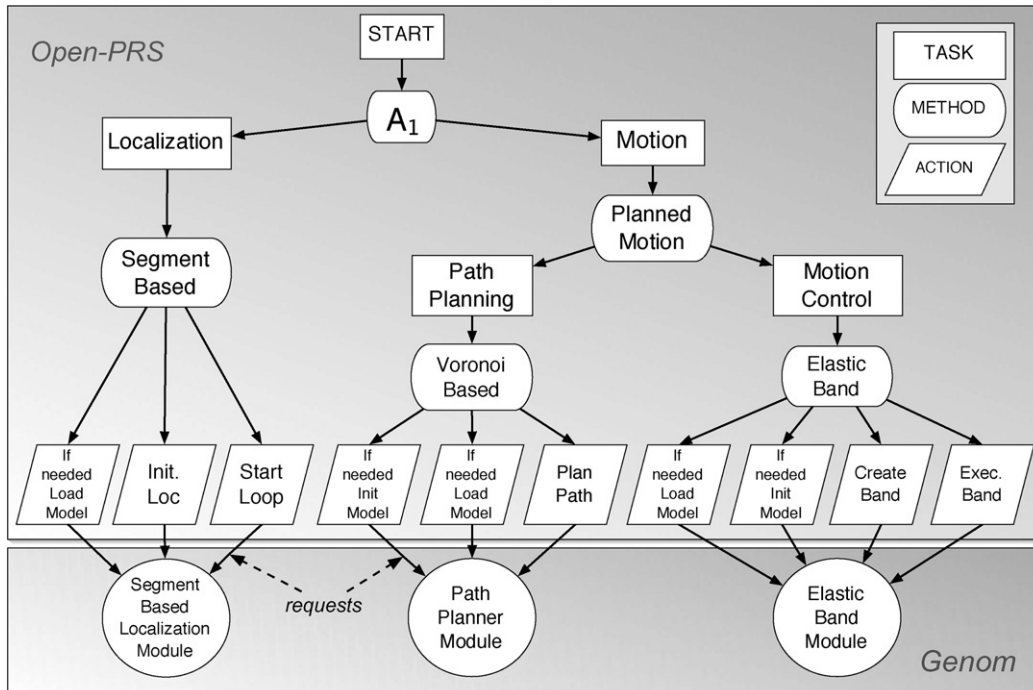 Open-PRS
START
TASK
METHOD
ACTION
A1
Localization
Motion
Planned
Motion
Segment
Based
Path
Planning
Motion
Control
Voronoi
Based
Elastic
Band
If
needed
Load
Model
Init.
Loc
Start
Loop
If
needed
Init
Model
If
needed
Load
Model
Plan
Path
If
needed
Load
Model
If
needed
Init
Model
Create
Band
Exec.
Band
requests
Segment
Based
Localization
Module
Path
Planner
Module
Elastic
Band
Module
Genom